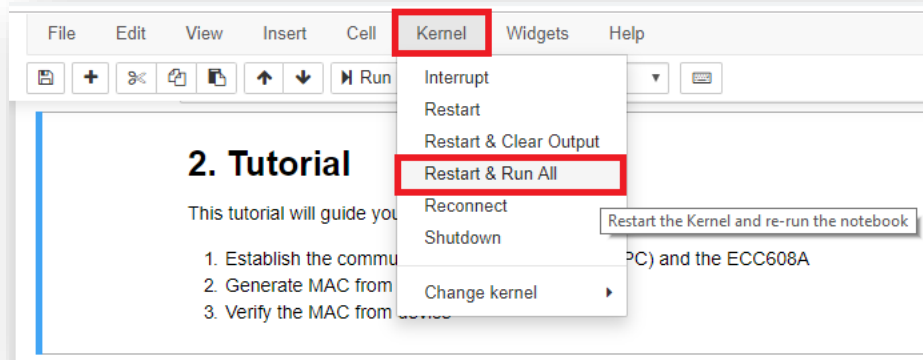 File Edit View Insert Cell Kernel Widgets Help
Run
Interrupt
Restart
Restart & Clear Output
Restart & Run All
Reconnect
Shutdown
Change kernel
Restart the Kernel and re-run the notebook
2. Tutorial
This tutorial will guide you
1. Establish the commu PC) and the ECC608A
2. Generate MAC from
3. Verify the MAC from device